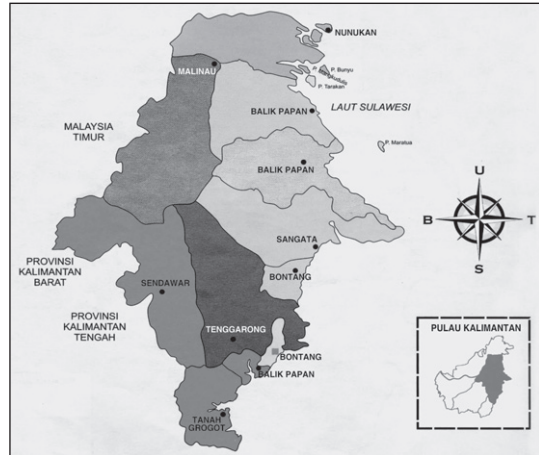 NUNUKAN
MALINAU
P. Bunyu
P. Tarakan
LAUT SULAWESI
BALIK PAPAN
MALAYSIA
TIMUR
P. Maratua
BALIK PAPAN
U
B
T
S
SANGATA
PROVINSI
KALIMANTAN
BARAT
BONTANG
SENDAWAR
PROVINSI
KALIMANTAN
TENGAH
TENGGARONG
PULAU KALIMANTAN
BONTANG
BALIK PAPAN
TANAH
GROGOT